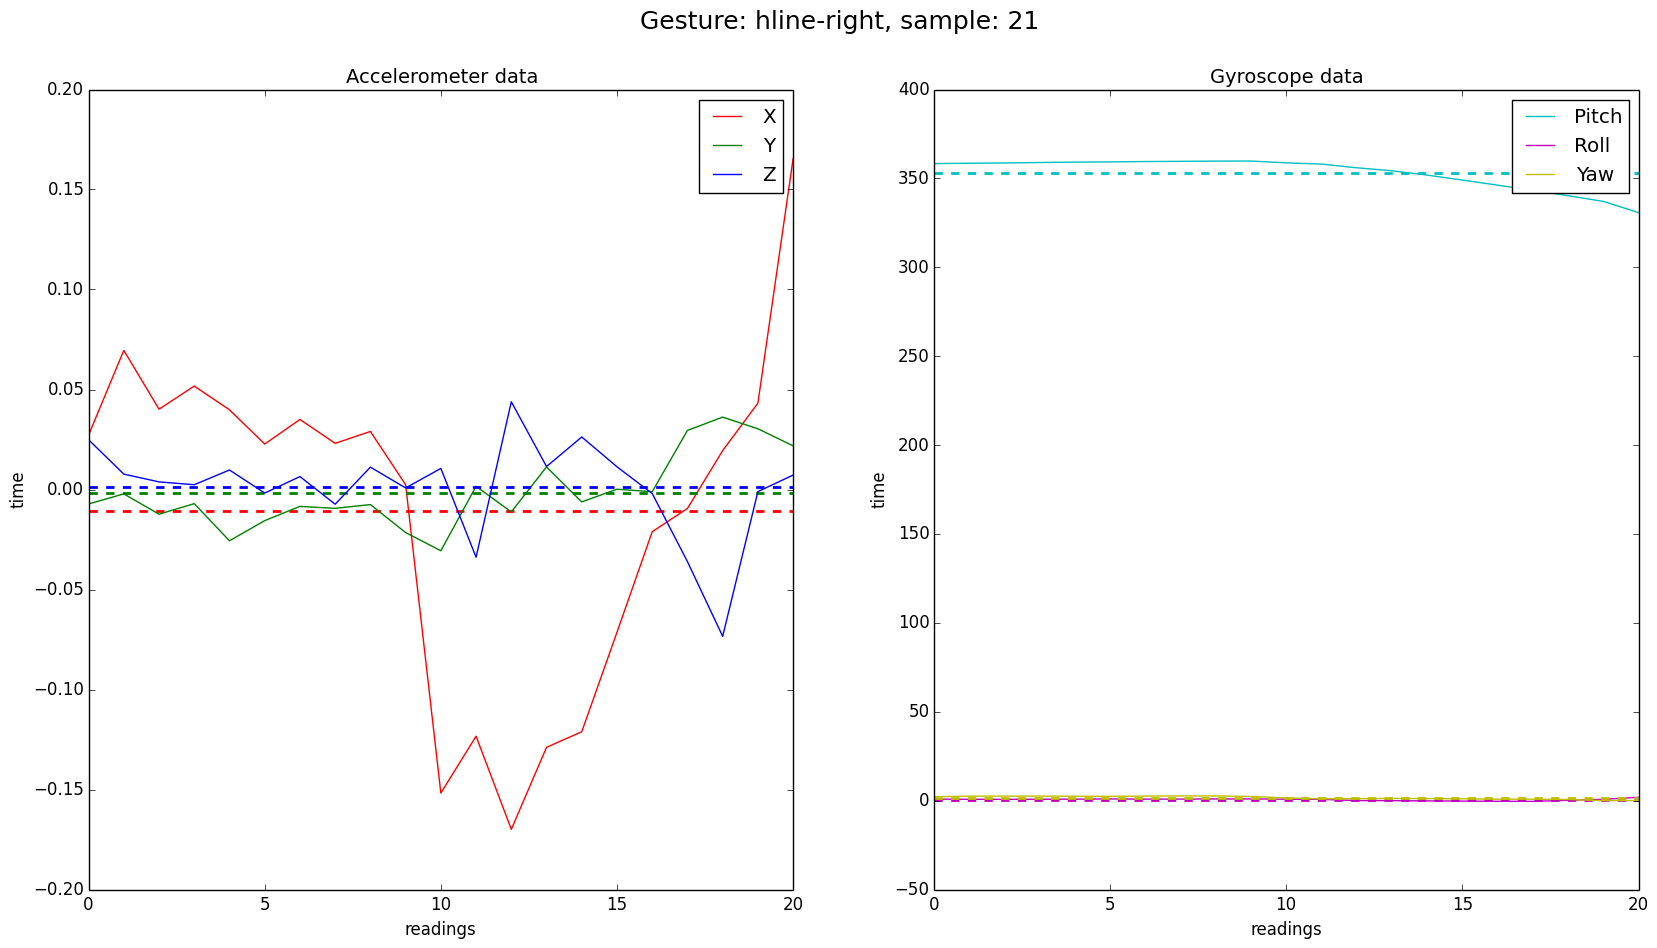 Gesture: hline-right, sample: 21
Accelerometer data
0.20
0.15
0.10
0.05
0.00
−0.05
−0.10
−0.15
−0.20
time
0
5
10
15
20
readings
X
Y
Z
Gyroscope data
400
350
300
250
200
150
100
50
0
−50
time
0
5
10
15
20
readings
Pitch
Roll
Yaw